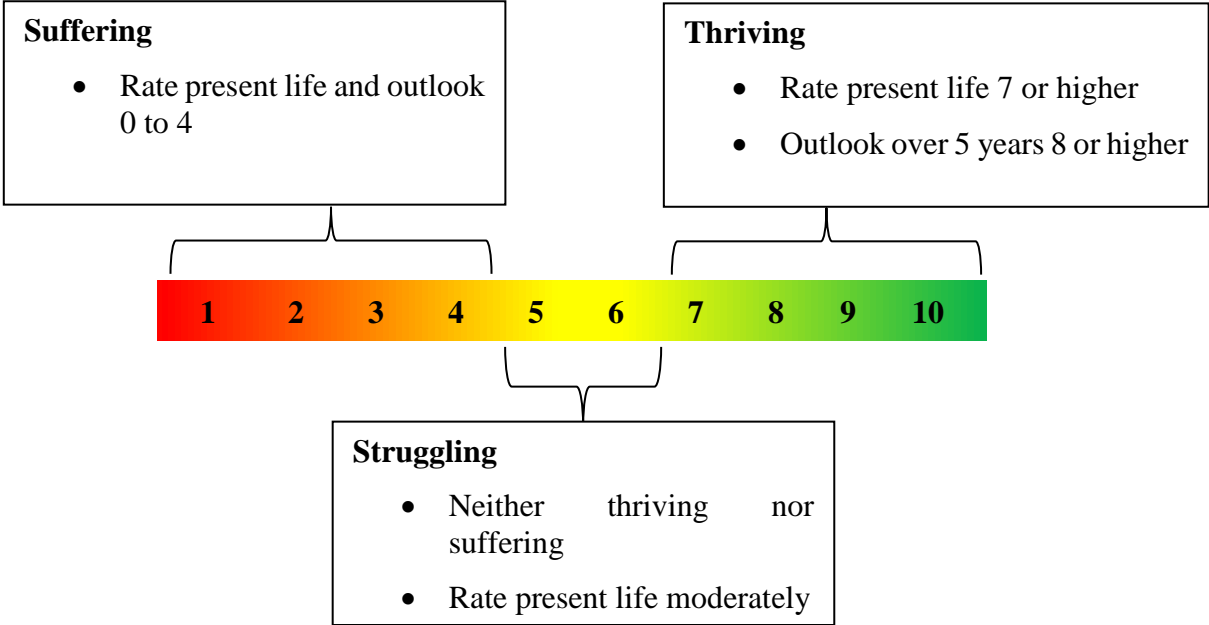 Suffering
• Rate present life and outlook
0 to 4
Thriving
• Rate present life 7 or higher
• Outlook over 5 years 8 or higher
1 2 3 4 5 6 7 8 9 10
Struggling
• Neither thriving nor
suffering
• Rate present life moderately